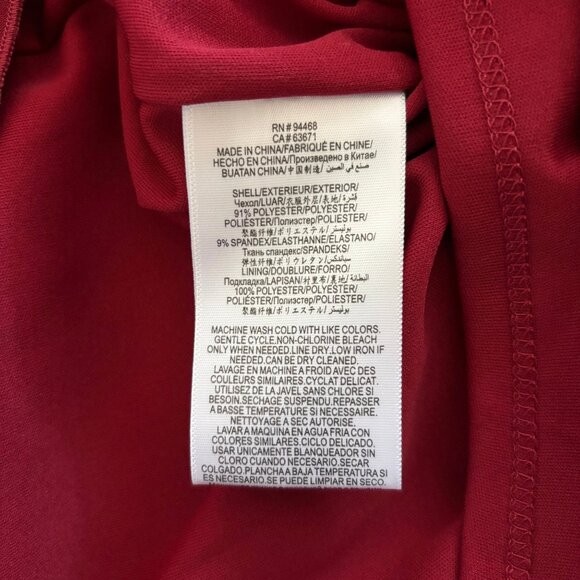 RN# 94468
CA# 63671
MADE IN CHINA/FABRIQUÉ EN CHINE/
HECHO EN CHINA/Произведено в Китае/
BUATAN CHINA/中国制造/ صنع في الصين
SHELL/EXTERIEUR/EXTERIOR/
Чехол/LUAR/衣服外层/表地/ قشرة
91% POLYESTER/POLYESTER/
POLIÉSTER/Полиэстер/POLIESTER/
聚酯纤维/ポリエステル/ بوليستر
9% SPANDEX/ELASTHANNE/ELASTANO/
Ткань спандекс/SPANDEKS/
弹性纤维/ポリウレタン/ سباندكس
LINING/DOUBLURE/FORRO/
Подкладка/LAPISAN/衬里布/裏地/ البطانة
100% POLYESTER/POLYESTER/
POLIÉSTER/Полиэстер/POLIESTER/
聚酯纤维/ポリエステル/ بوليستر
MACHINE WASH COLD WITH LIKE COLORS.
GENTLE CYCLE.NON-CHLORINE BLEACH
ONLY WHEN NEEDED.LINE DRY.LOW IRON IF
NEEDED.CAN BE DRY CLEANED.
LAVAGE EN MACHINE A FROID AVEC DES
COULEURS SIMILAIRES.CYCLAT DELICAT.
UTILISEZ DE LA JAVEL SANS CHLORE SI
BESOIN.SECHAGE SUSPENDU.REPASSER
A BASSE TEMPERATURE SI NECESSAIRE.
NETTOYAGE A SEC AUTORISE.
LAVAR A MAQUINA EN AGUA FRIA CON
COLORES SIMILARES.CICLO DELICADO.
USAR UNICAMENTE BLANQUEADOR SIN
CLORO CUANDO NECESARIO.SECAR
COLGADO.PLANCHA A BAJA TEMPERATURA SI
ES NECESARIO.SE PUEDE LIMPIAR EN SECO.